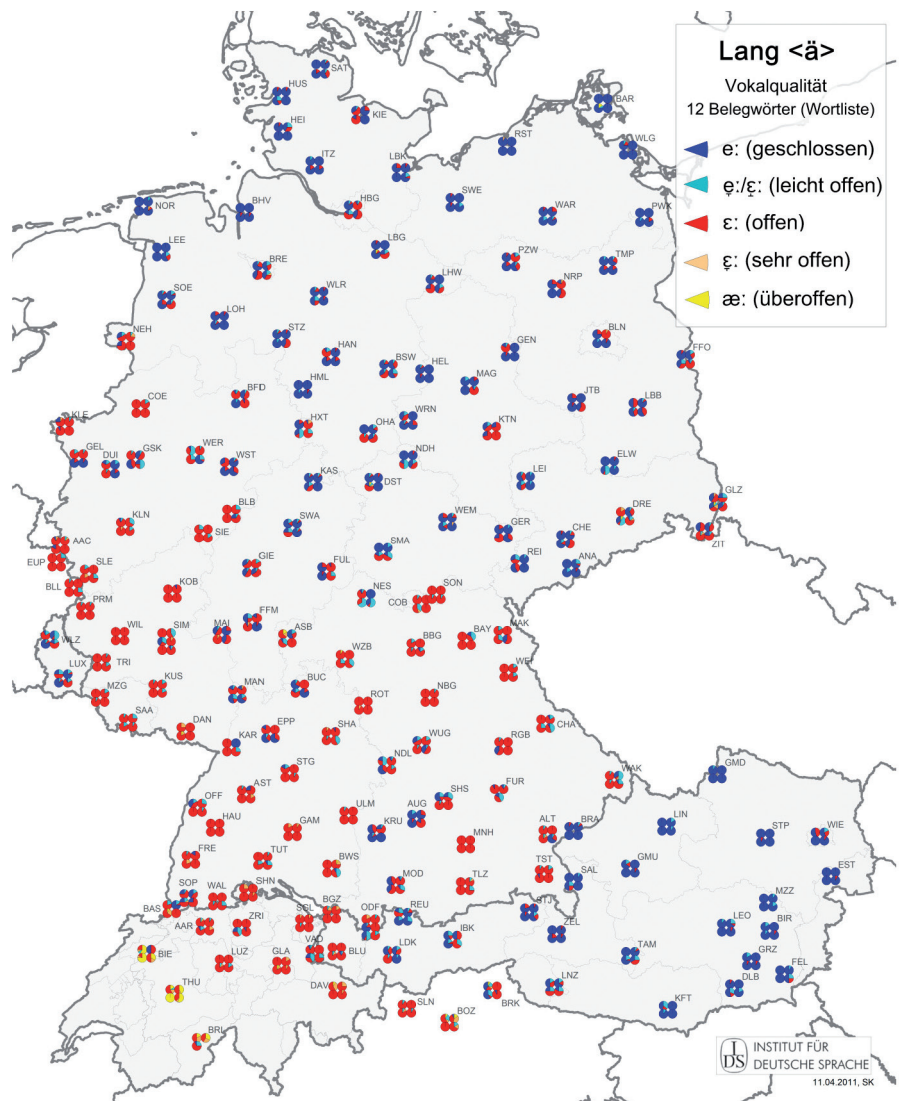 Lang <ä>
Vokalqualität
12 Belegwörter (Wortliste)
e: (geschlossen)
ẹ:/ɛ̣: (leicht offen)
ɛ: (offen)
ɛ̞: (sehr offen)
æ: (überoffen)
SAT
HUS
BAR
KIE
HEI
RST
WLG
ITZ
LBK
SWE
NOR
BHV
HBG
WAR
PWK
LEE
LBG
BRE
PZW
TMP
LHW
NRP
SOE
WLR
LOH
NEH
STZ
BLN
HAN
GEN
FFO
BSW
HEL
MAG
HML
BFD
JTB
LBB
COE
KLE
HXT
OHA
WRN
KTN
GEL
DUI
GSK
WER
WST
NDH
ELW
KAS
DST
LEI
GLZ
BLB
DRE
KLN
SIE
SWA
WEM
GER
CHE
ZIT
AAC
EUP
SLE
GIE
FUL
SMA
REI
ANA
BLL
KOB
NES
SON
COB
PRM
FFM
WLZ
WIL
SIM
MAI
ASB
BBG
BAY
MAK
WZB
LUX
TRI
WEI
MZG
KUS
MAN
BUC
ROT
NBG
SAA
DAN
KAR
EPP
SHA
WUG
RGB
CHA
NDL
STG
WAK
GMD
AST
FUR
OFF
SHS
HAU
GAM
ULM
KRU
AUG
ALT
BRA
LIN
STP
WIE
MNH
FRE
TUT
BWS
TST
GMU
EST
SHN
MOD
TLZ
SAL
BAS
SOP
WAL
MZZ
BGZ
ODF
REU
STJ
SGL
AAR
ZRI
ZEL
LEO
BIR
VAD
BLU
LDK
IBK
BIE
LUZ
GLA
TAM
GRZ
FEL
THU
DAV
LNZ
DLB
BRK
SLN
KFT
BOZ
BRI
IDS
INSTITUT FÜR
DEUTSCHE SPRACHE
11.04.2011, SK